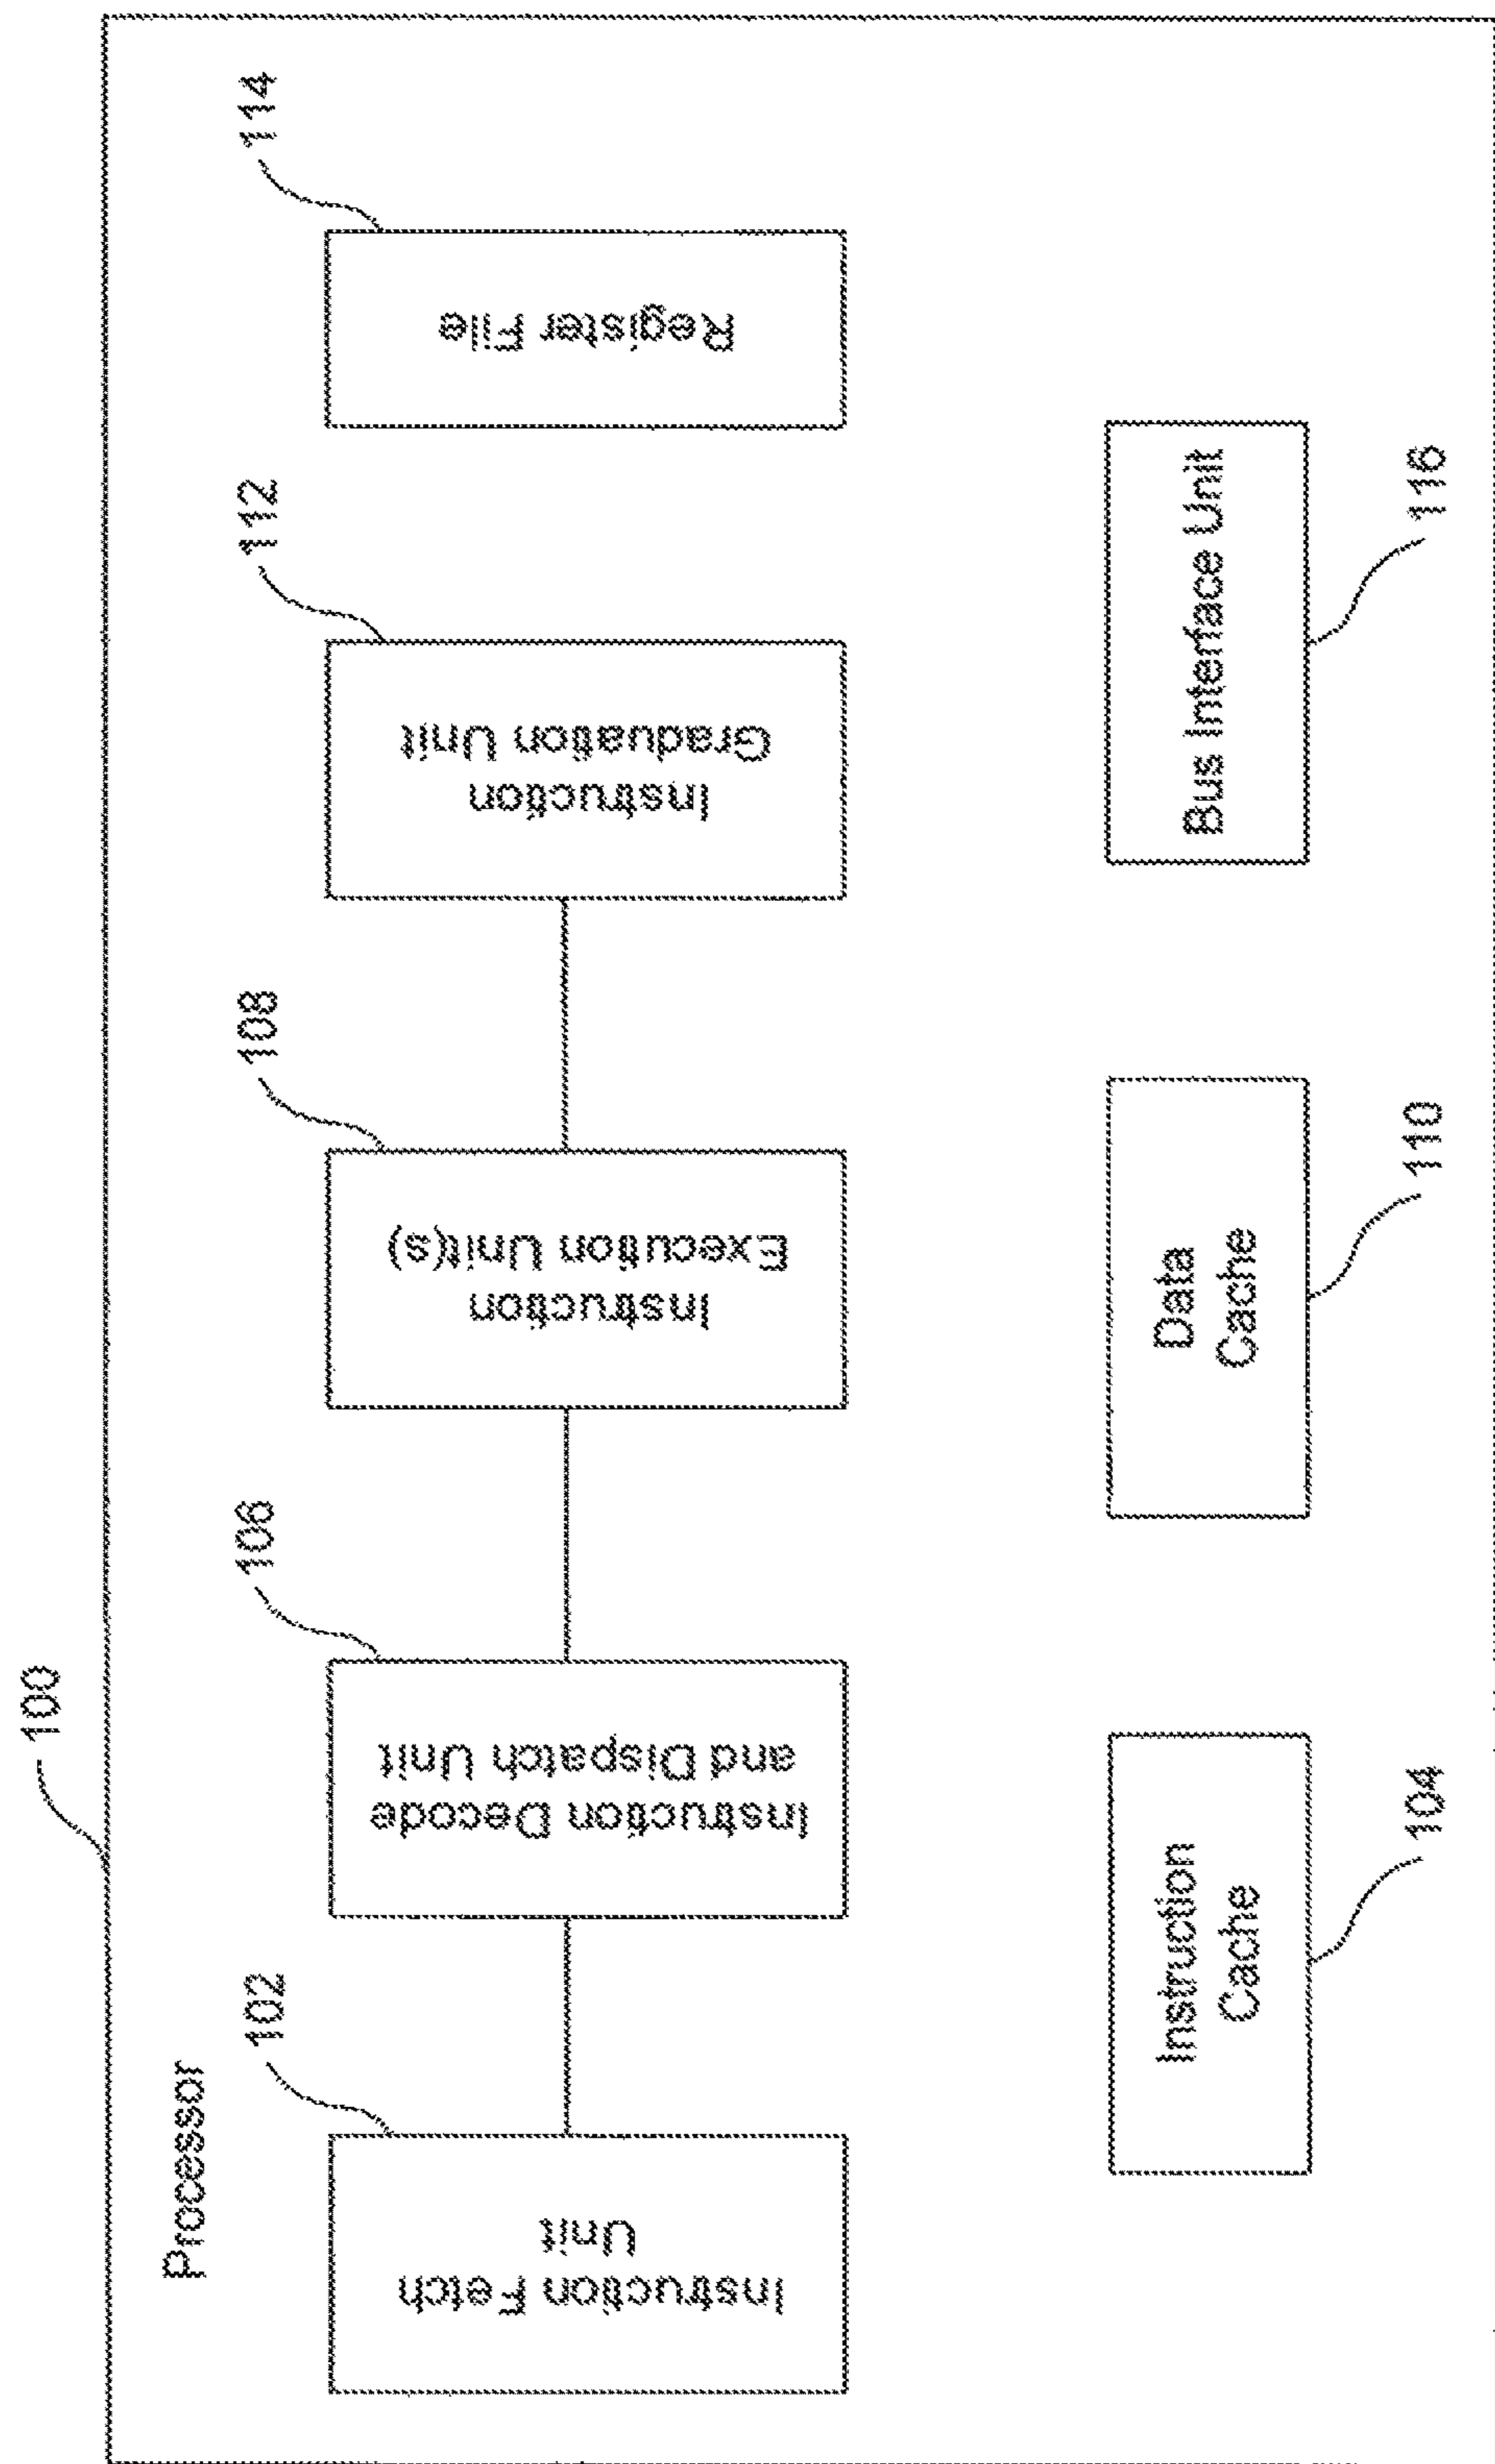 100
Processor
102
Instruction Fetch
Unit
106
Instruction Decode
and Dispatch Unit
108
Instruction
Execution Unit(s)
112
Instruction
Graduation Unit
114
Register File
Instruction
Cache
104
Data
Cache
110
Bus Interface Unit
116